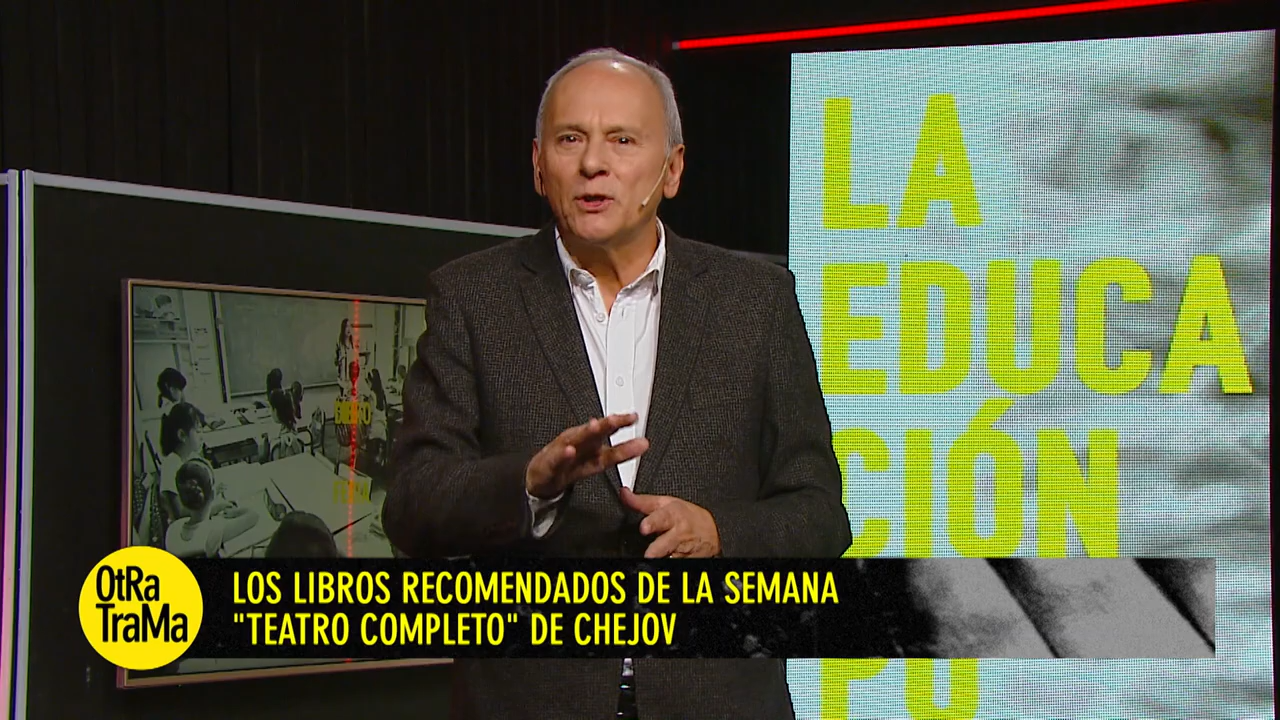 LA
EDUCA
CIÓN
OtRa
TraMa
LOS LIBROS RECOMENDADOS DE LA SEMANA
"TEATRO COMPLETO" DE CHEJOV